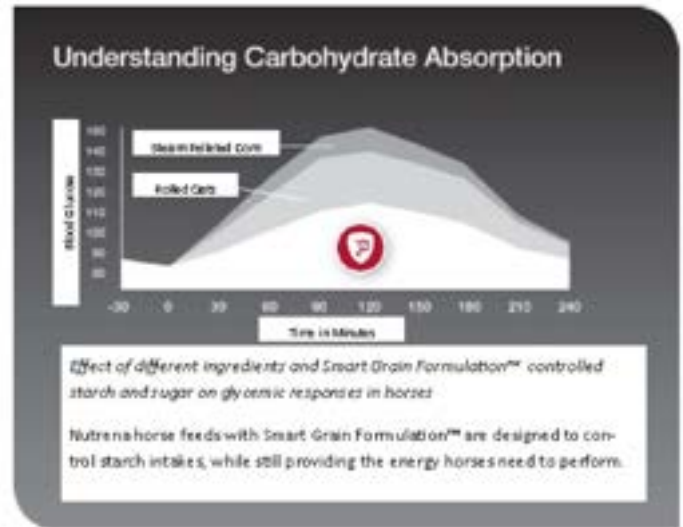 Understanding Carbohydrate Absorption
Steam Pelleted Corn
Rolled Oats
Blood Glucose
140
130
120
110
100
90
80
-30 0 30 60 90 120 150 180 210 240
Time in Minutes
Effect of different ingredients and Smart Grain Formulation™ controlled
starch and sugar on glycemic responses in horses
Nutrena horse feeds with Smart Grain Formulation™ are designed to con-
trol starch intakes, while still providing the energy horses need to perform.